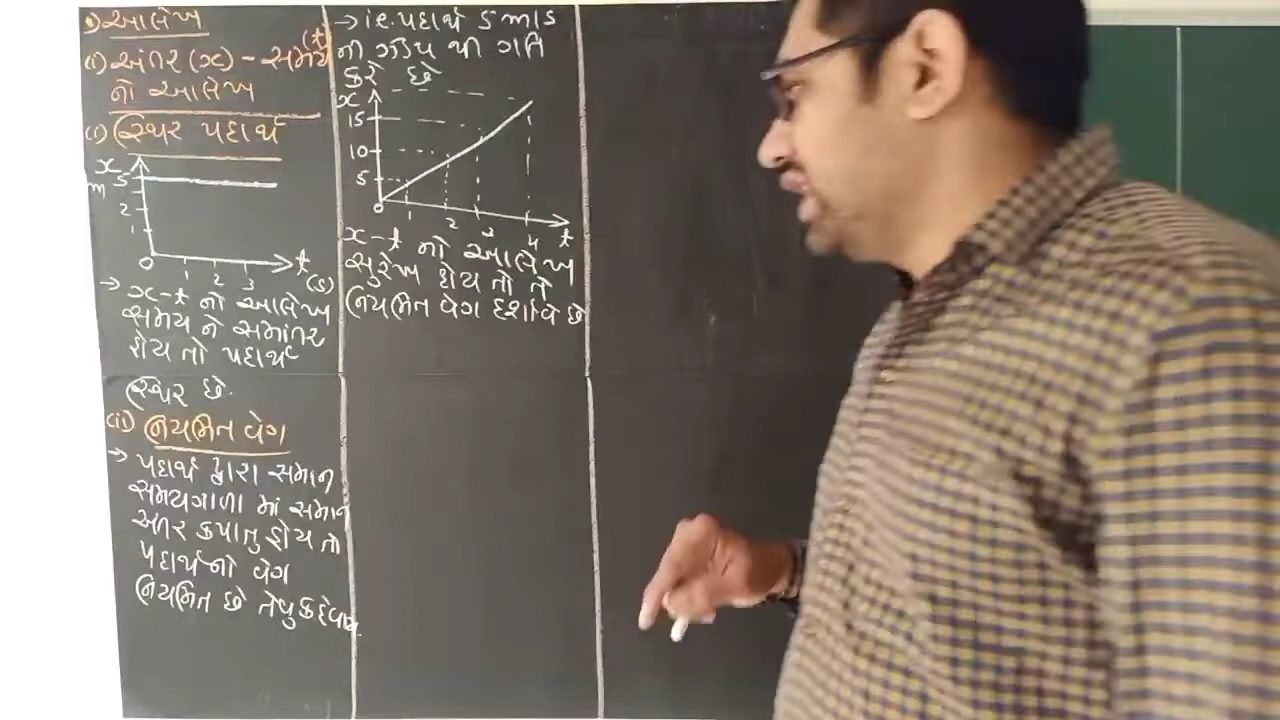 1) આલેખ
(t)
(1) અંતર (x) - સમય
નો આલેખ
(i) સ્થિર પદાર્થ
x
m
5
2
1
0
1 2 3
t
(s)
→ x-t નો આલેખ
સમય ને સમાંતર
હોય તો પદાર્થ
સ્થિર છે.
(ii) નિયમિત વેગ
→ પદાર્થ દ્વારા સમાન
સમયગાળા માં સમાન
અંતર કપાતુ હોય તો
પદાર્થનો વેગ
નિયમિત છે તેવુ કહેવાય.
→ i.e. પદાર્થ 5 m/s
ની ઝડપ થી ગતિ
કરે છે
x
15
10
5
0
1 2 3 4 t
x-t નો આલેખ
સુરેખ હોય તો તે
નિયમિત વેગ દર્શાવે છે